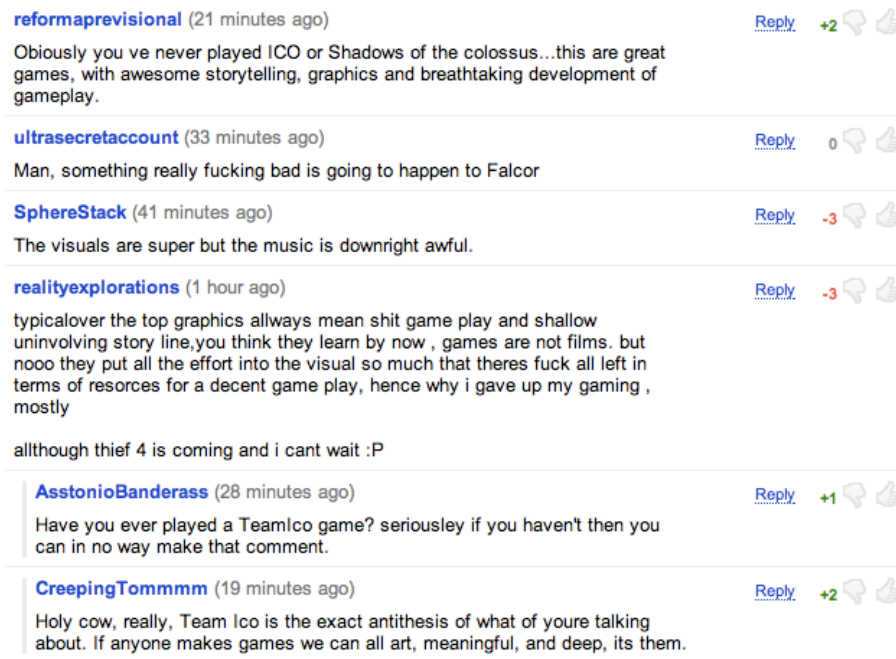 reformaprevisional (21 minutes ago) Reply +2
Obiously you ve never played ICO or Shadows of the colossus...this are great
games, with awesome storytelling, graphics and breathtaking development of
gameplay.
ultrasecretaccount (33 minutes ago) Reply 0
Man, something really fucking bad is going to happen to Falcor
SphereStack (41 minutes ago) Reply -3
The visuals are super but the music is downright awful.
realityexplorations (1 hour ago) Reply -3
typicalover the top graphics allways mean shit game play and shallow
uninvolving story line,you think they learn by now , games are not films. but
nooo they put all the effort into the visual so much that theres fuck all left in
terms of resorces for a decent game play, hence why i gave up my gaming ,
mostly
allthough thief 4 is coming and i cant wait :P
AsstonioBanderass (28 minutes ago) Reply +1
Have you ever played a TeamIco game? seriousley if you haven't then you
can in no way make that comment.
CreepingTommmm (19 minutes ago) Reply +2
Holy cow, really, Team Ico is the exact antithesis of what of youre talking
about. If anyone makes games we can all art, meaningful, and deep, its them.